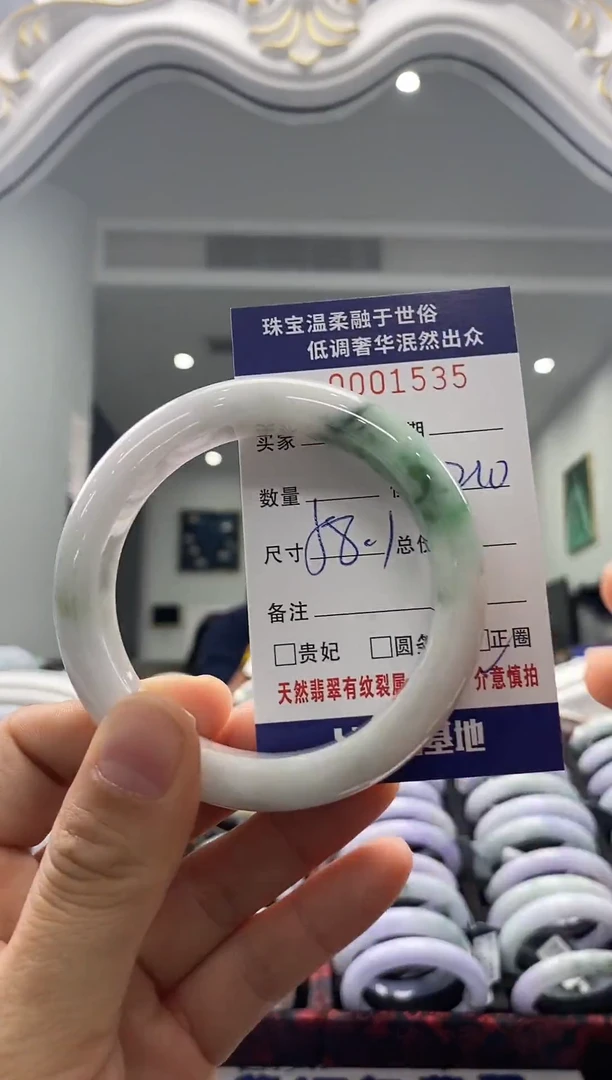 珠宝温柔融于世俗
低调奢华泯然出众
0001535
买家 期
数量
尺寸 58.1 总价
备注
□贵妃 □圆条 正圈
天然翡翠有纹裂属 介意慎拍
基地